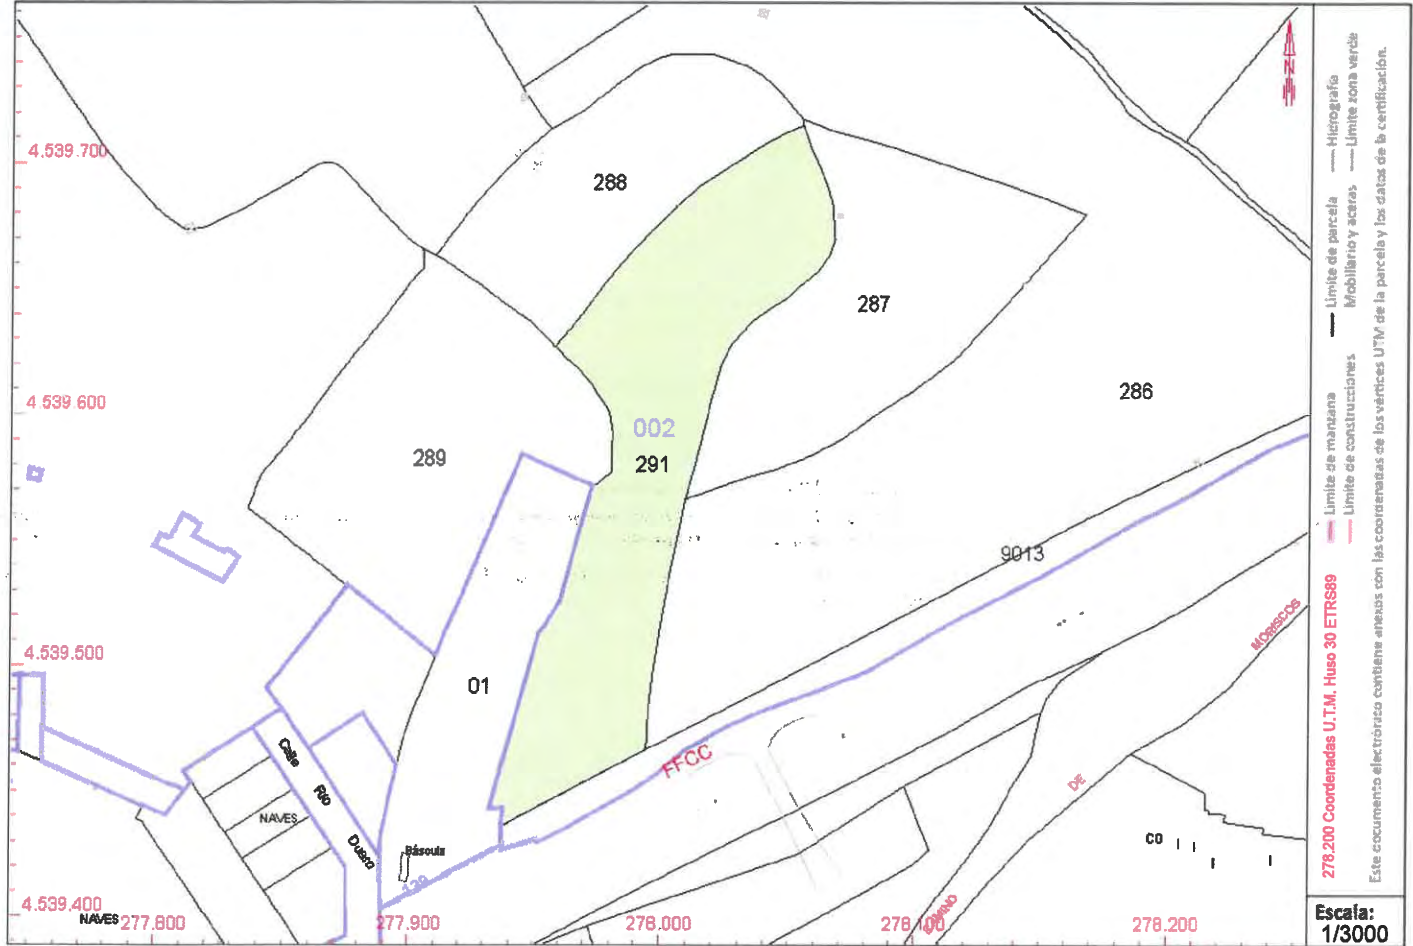 4.539.700
4.539.600
4.539.500
4.539.400
277.800
277.900
278.000
278.100
278.200
288
287
286
289
002
291
01
9013
FFCC
MORISCOS
DE
CAMINO
Calle
Río
Duero
NAVES
NAVES
Báscula
139
CO
N
278.200 Coordenadas U.T.M. Huso 30 ETRS89
Límite de manzana
Límite de parcela
Hidrografía
Límite de construcciones
Mobiliario y aceras
Límite zona verde
Este documento electrónico contiene anexos con las coordenadas de los vértices UTM de la parcela y los datos de la certificación.
Escala:
1/3000